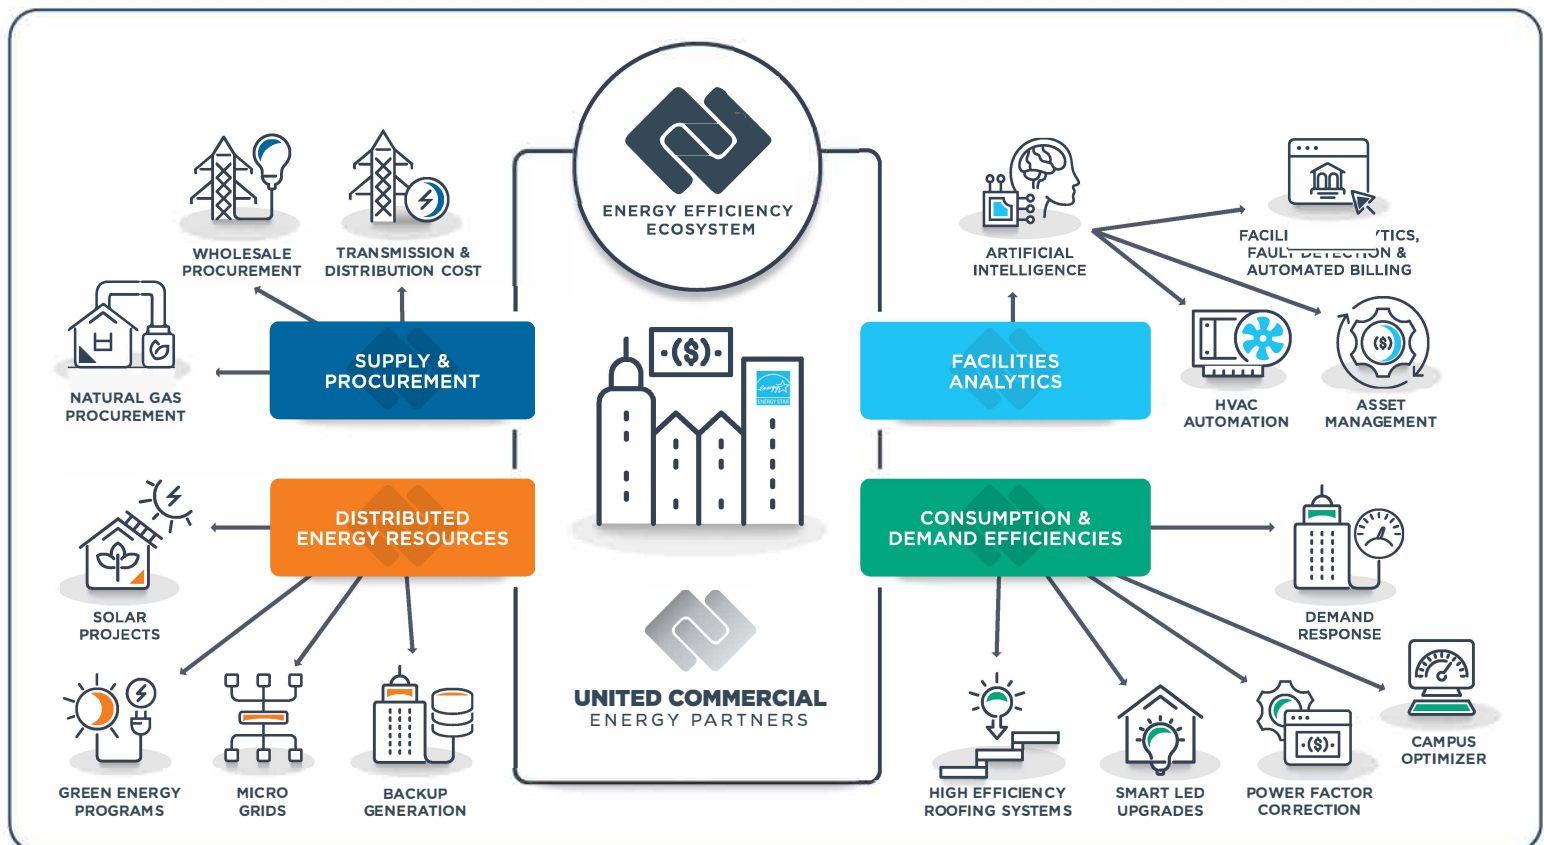 ENERGY EFFICIENCY
ECOSYSTEM
WHOLESALE
PROCUREMENT
TRANSMISSION &
DISTRIBUTION COST
NATURAL GAS
PROCUREMENT
SUPPLY &
PROCUREMENT
($)
ENERGY STAR
FACILITIES
ANALYTICS
ARTIFICIAL
INTELLIGENCE
&
AUTOMATED BILLING
HVAC
AUTOMATION
($)
ASSET
MANAGEMENT
DISTRIBUTED
ENERGY RESOURCES
SOLAR
PROJECTS
GREEN ENERGY
PROGRAMS
MICRO
GRIDS
BACKUP
GENERATION
UNITED COMMERCIAL
ENERGY PARTNERS
CONSUMPTION &
DEMAND EFFICIENCIES
DEMAND
RESPONSE
HIGH EFFICIENCY
ROOFING SYSTEMS
SMART LED
UPGRADES
($)
POWER FACTOR
CORRECTION
CAMPUS
OPTIMIZER